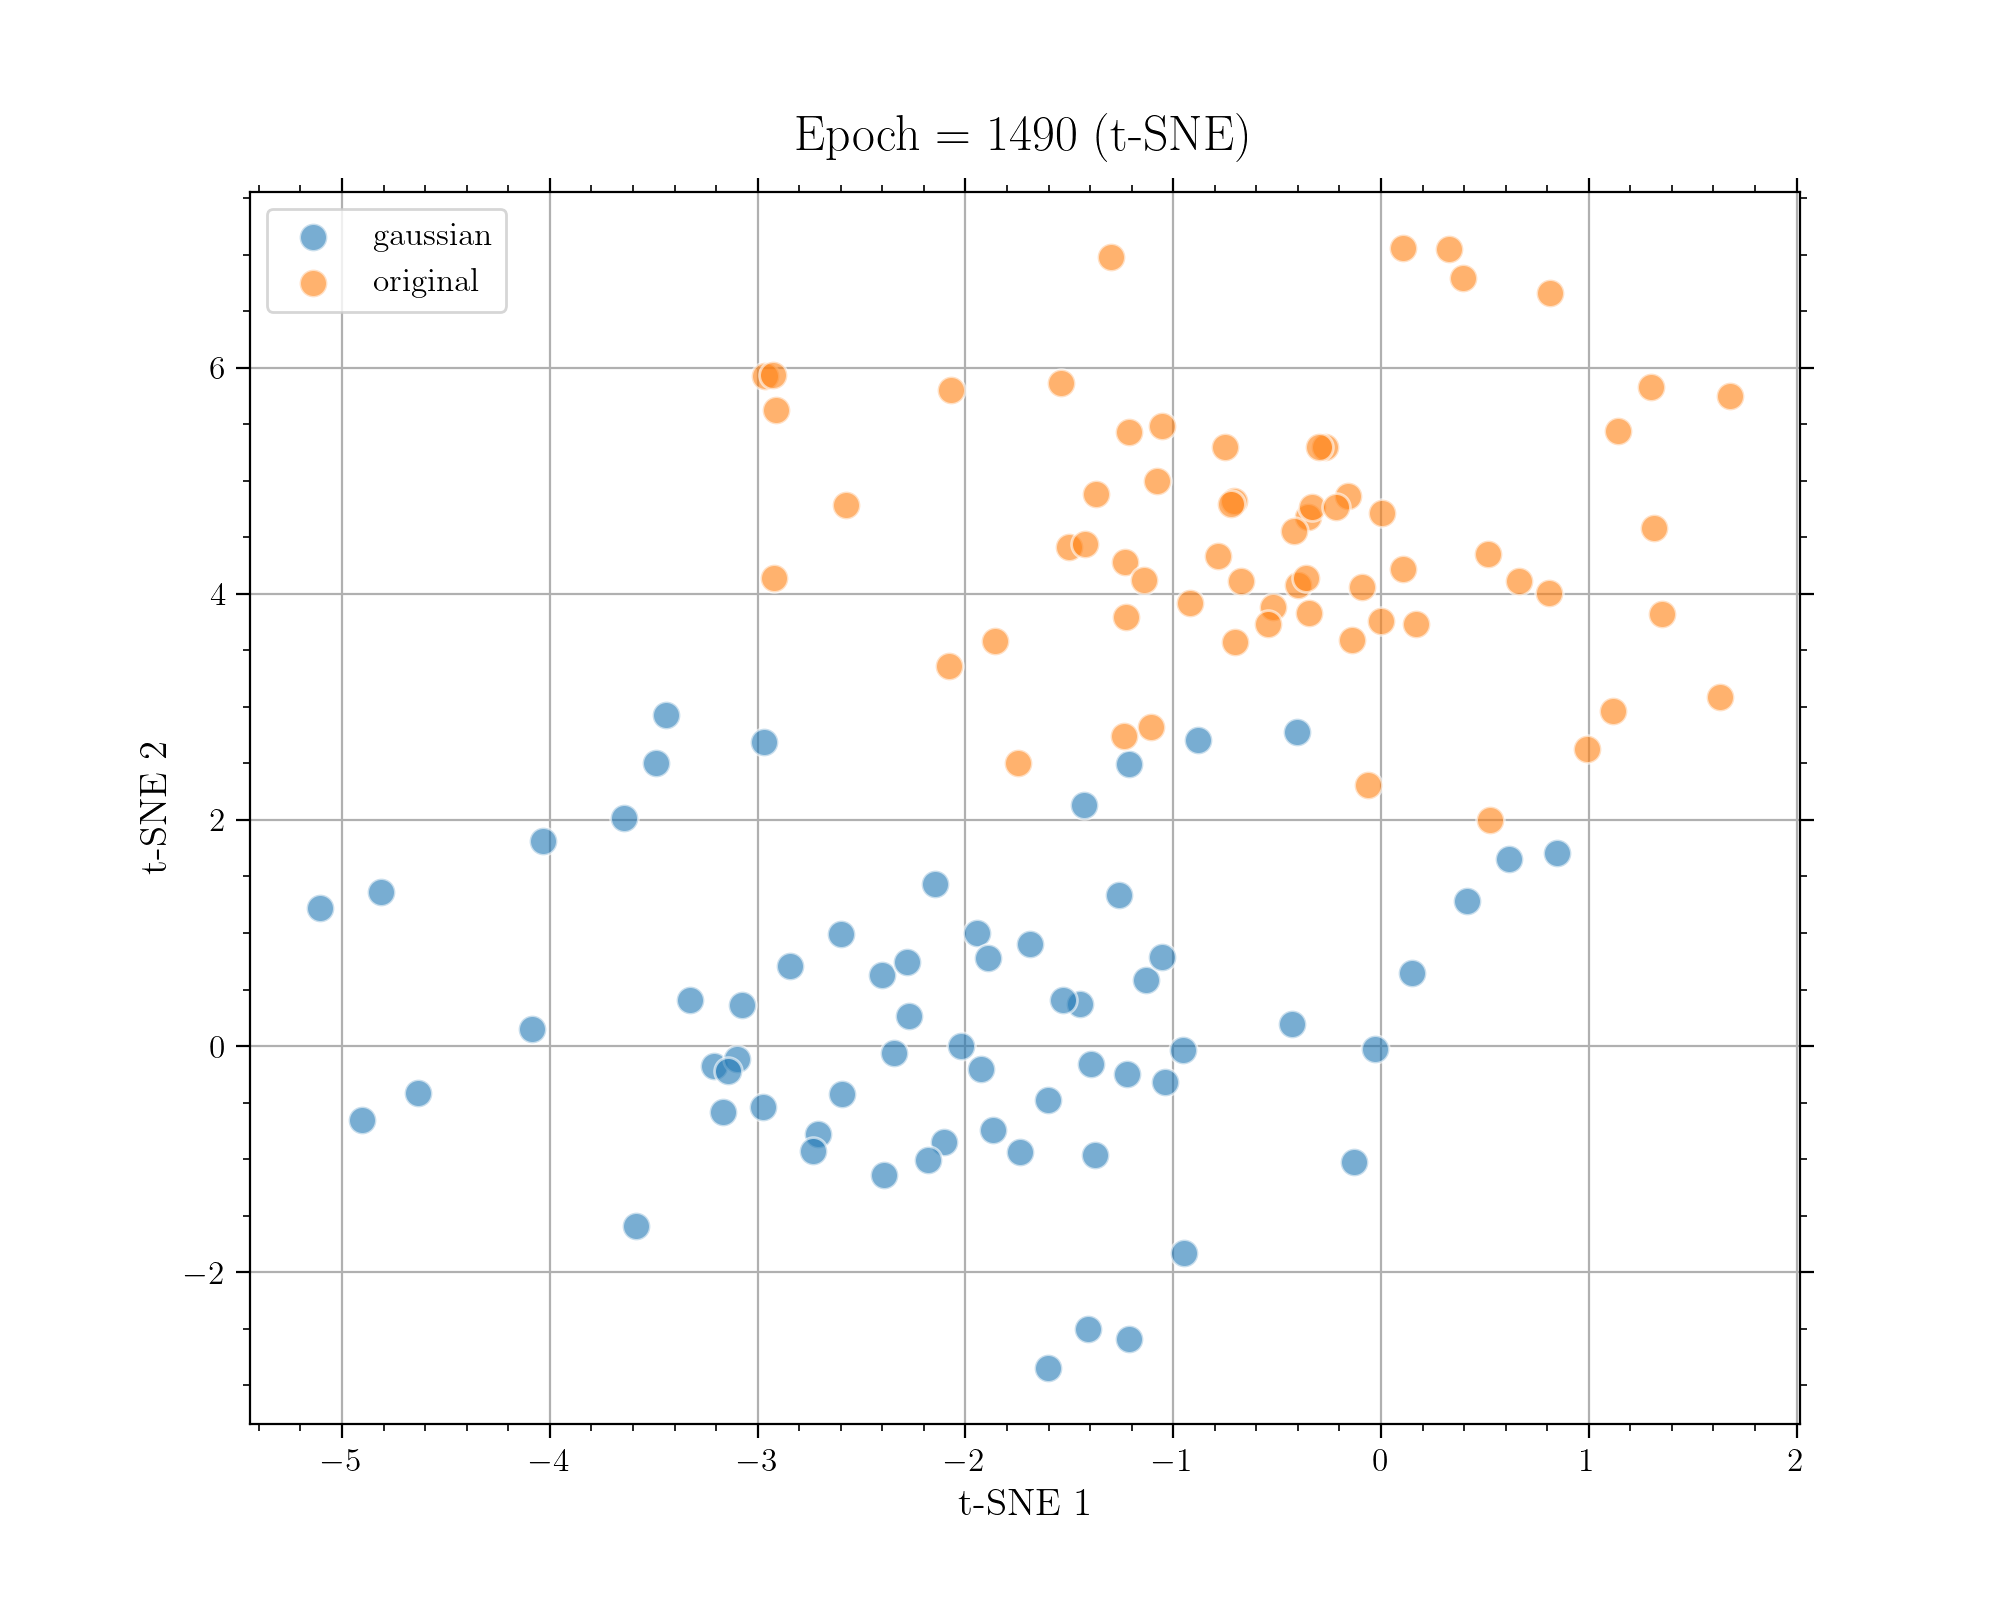 Epoch = 1490 (t-SNE)
gaussian
original
6
4
2
0
−2
t-SNE 2
−5 −4 −3 −2 −1 0 1 2
t-SNE 1